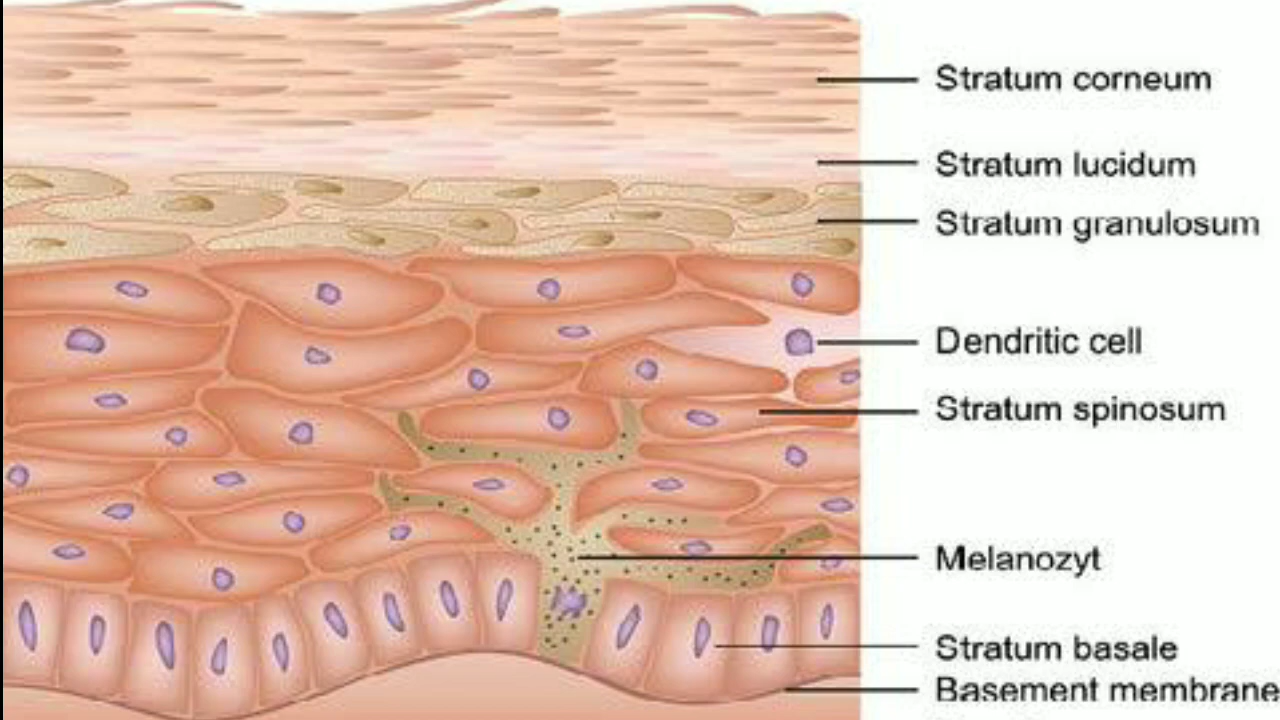 Stratum corneum
Stratum lucidum
Stratum granulosum
Dendritic cell
Stratum spinosum
Melanozyt
Stratum basale
Basement membrane